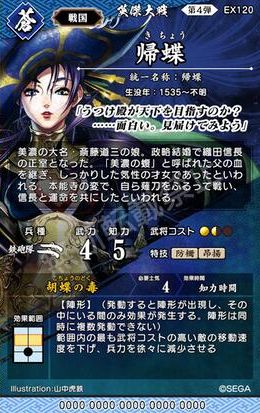 蒼
戦国
英傑大戦
第4弾
EX120
きちょう
帰蝶
統一名称:帰蝶
生没年:1535〜不明
「うつけ殿が天下を目指すのか?
……面白い。見届けてみよう」
美濃の大名・斎藤道三の娘。政略結婚で織田信長
の正室となった。「美濃の蝮」と呼ばれた父の血
を継ぎ、しっかりした気性の才女であったといわ
れる。本能寺の変で、自ら薙刀をふるって戦い、
信長と運命を共にしたといわれる。
兵種 武力 知力 武将コスト
鉄砲隊 4 5 特技 防柵 昂揚
こちょうのどく 必要士気 効果時間
胡蝶の毒 4 知力時間
効果範囲
【陣形】(発動すると陣形が出現し、その
中にいる間のみ効果が発生する。陣形は同
時に複数発動できない)
範囲内の最も武将コストの高い敵の移動速
度を下げ、兵力を徐々に減少させる
Illustration:山中虎鉄
©SEGA
0000-0000-0000-0000-0000